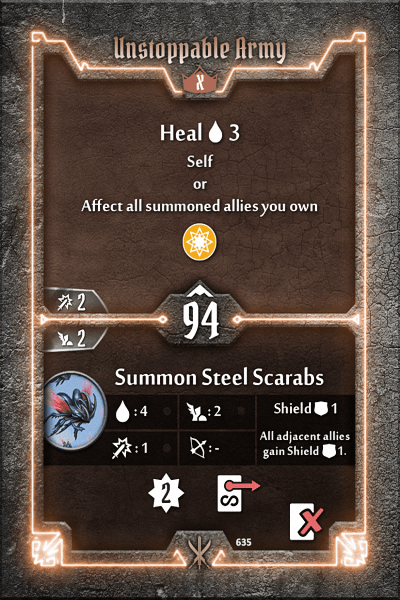 Unstoppable Army
X
Heal 3
Self
or
Affect all summoned allies you own
2
94
2
Summon Steel Scarabs
:4
:2
Shield 1
:1
:-
All adjacent allies
gain Shield 1.
2
635